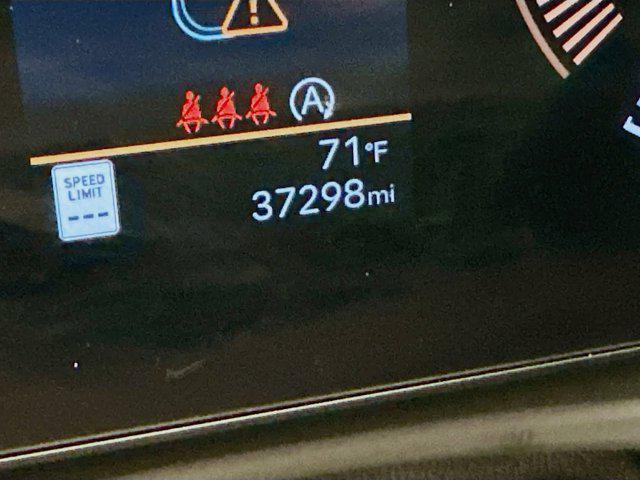 A
71°F
SPEED
LIMIT
---
37298mi